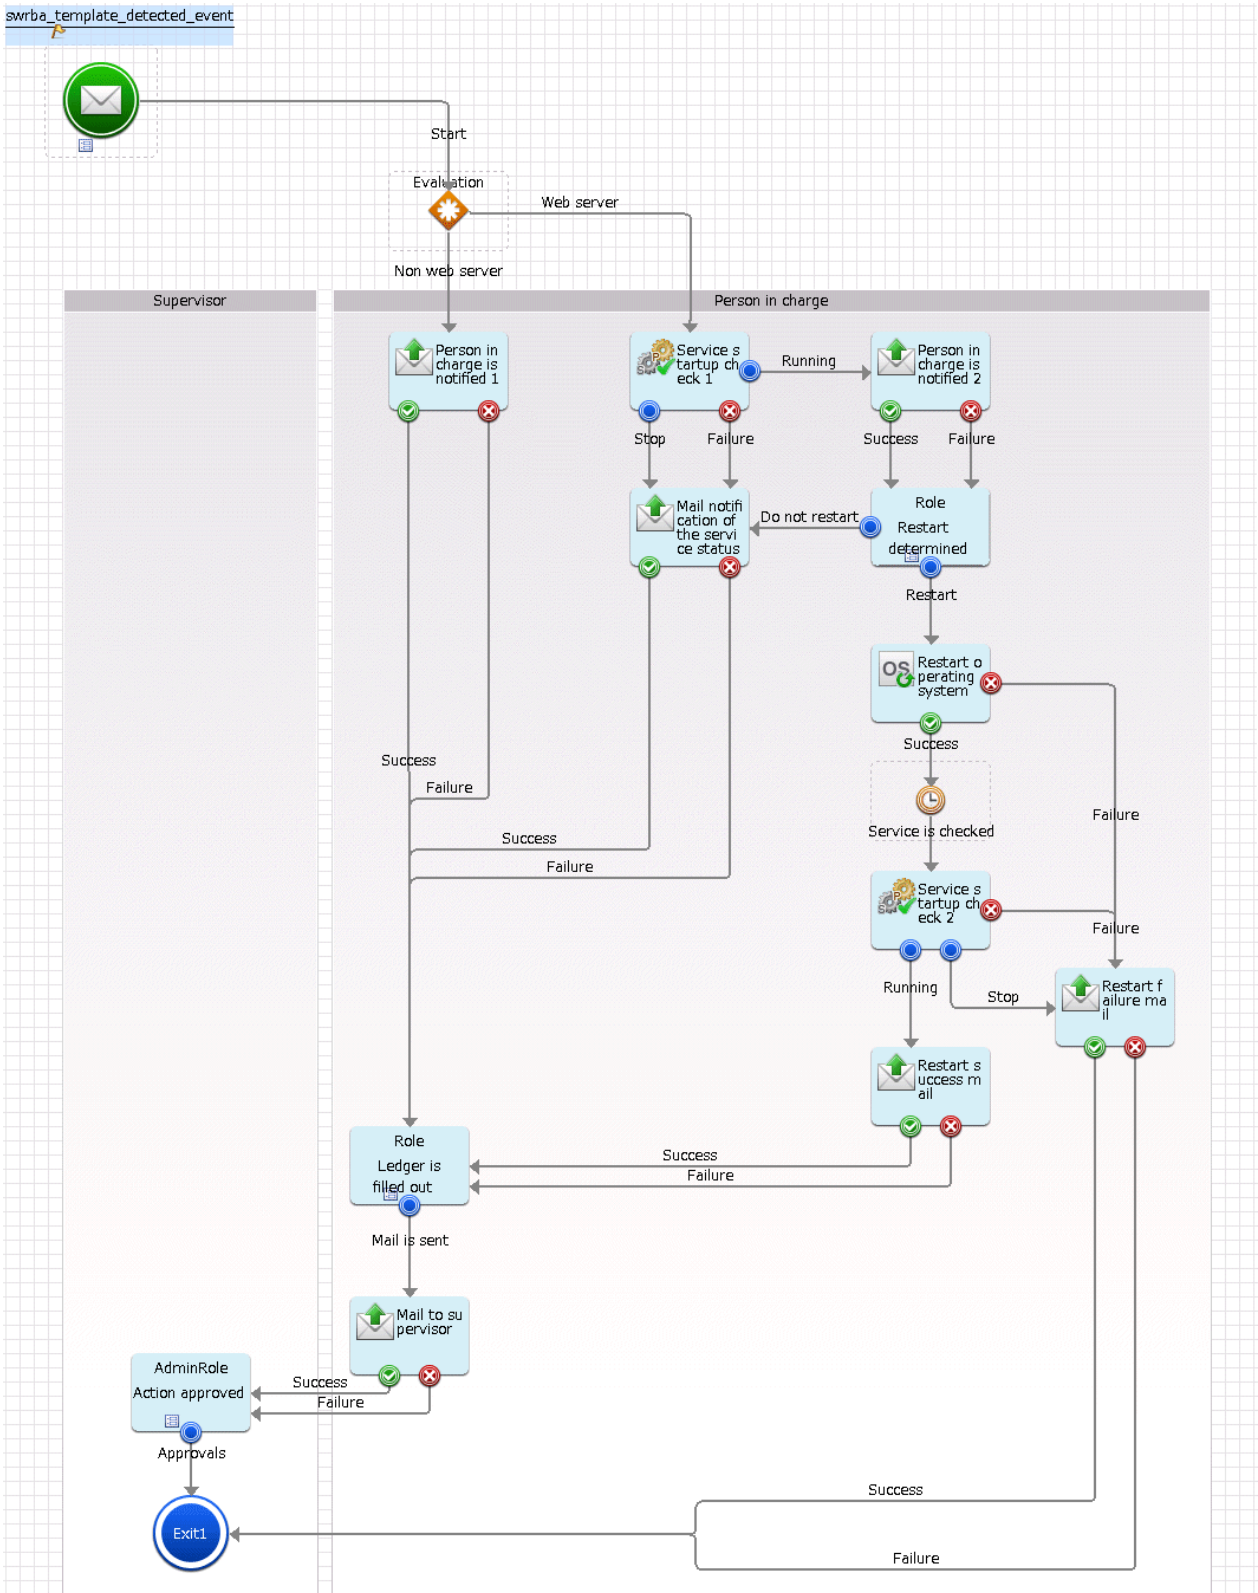 swrba_template_detected_event
Start
Evaluation
Web server
Non web server
Supervisor
Person in charge
Person in
charge is
notified 1
Service s
tartup ch
eck 1
Running
Person in
charge is
notified 2
Stop
Failure
Success
Failure
Mail notifi
cation of
the servi
ce status
Do not restart
Role
Restart
determined
Restart
OS
Restart o
perating
system
Success
Success
Failure
Failure
Service is checked
Success
Failure
Service s
tartup ch
eck 2
Failure
Running
Stop
Restart f
ailure ma
il
Restart s
uccess m
ail
Role
Ledger is
filled out
Success
Failure
Mail is sent
Mail to su
pervisor
AdminRole
Action approved
Success
Failure
Approvals
Success
Exit1
Failure